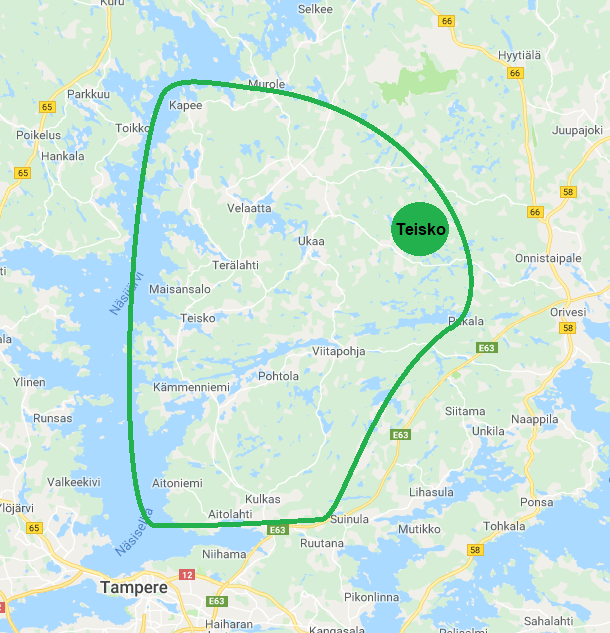 Kuru
Selkee
66
Hyytiälä
66
Murole
Parkkuu
65
Kapee
Toikko
Poikelus
Hankala
Juupajoki
65
58
Velaatta
66
Teisko
Ukaa
Onnistaipale
Terälahti
Näsijärvi
Maisansalo
Teisko
Orivesi
58
E63
Viitapohja
Pohtola
Ylinen
Kämmenniemi
Runsas
Siitama
Naappila
Unkila
E63
Valkeekivi
Aitoniemi
Lihasula
Kulkas
Ponsa
Ylöjärvi
Aitolahti
Suinula
65
Näsiselkä
E63
Mutikko
Tohkala
Ruutana
58
Niihama
12
Tampere
E63
Pikonlinna
Haiharan
Kangasala
Sahalahti